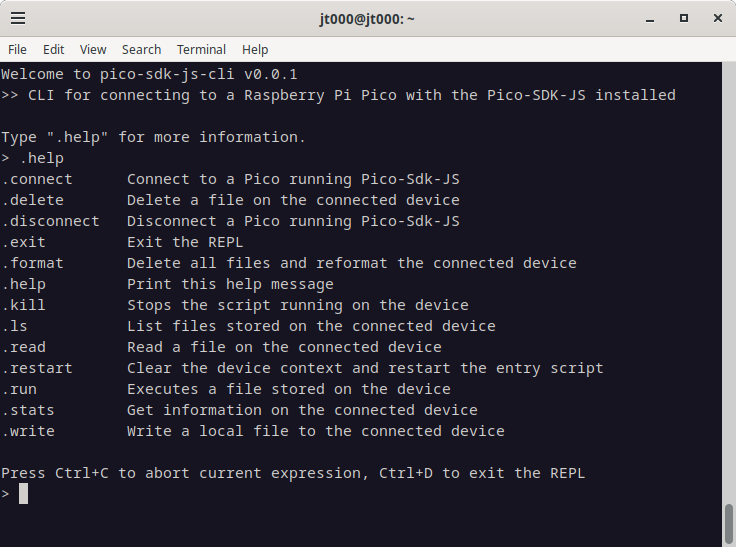 jt000@jt000: ~
File Edit View Search Terminal Help
Welcome to pico-sdk-js-cli v0.0.1
>> CLI for connecting to a Raspberry Pi Pico with the Pico-SDK-JS installed
Type ".help" for more information.
> .help
.connect      Connect to a Pico running Pico-Sdk-JS
.delete       Delete a file on the connected device
.disconnect   Disconnect a Pico running Pico-Sdk-JS
.exit         Exit the REPL
.format       Delete all files and reformat the connected device
.help         Print this help message
.kill         Stops the script running on the device
.ls           List files stored on the connected device
.read         Read a file on the connected device
.restart      Clear the device context and restart the entry script
.run          Executes a file stored on the device
.stats        Get information on the connected device
.write        Write a local file to the connected device
Press Ctrl+C to abort current expression, Ctrl+D to exit the REPL
>